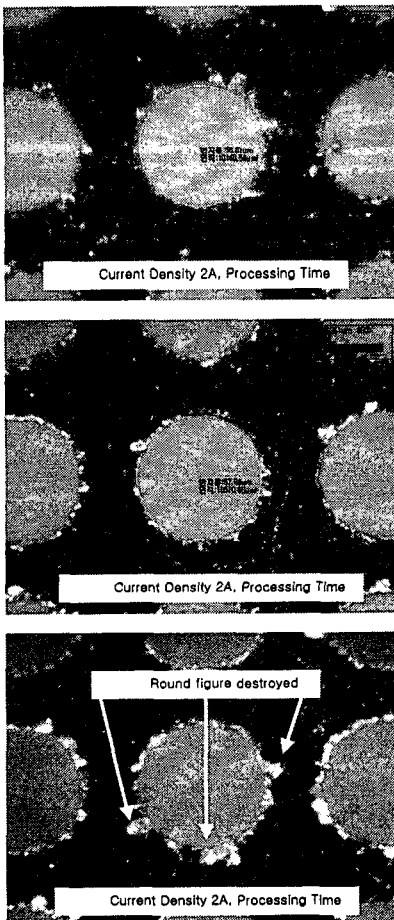 Current Density 2A, Processing Time
Current Density 2A, Processing Time
Round figure destroyed
Current Density 2A, Processing Time